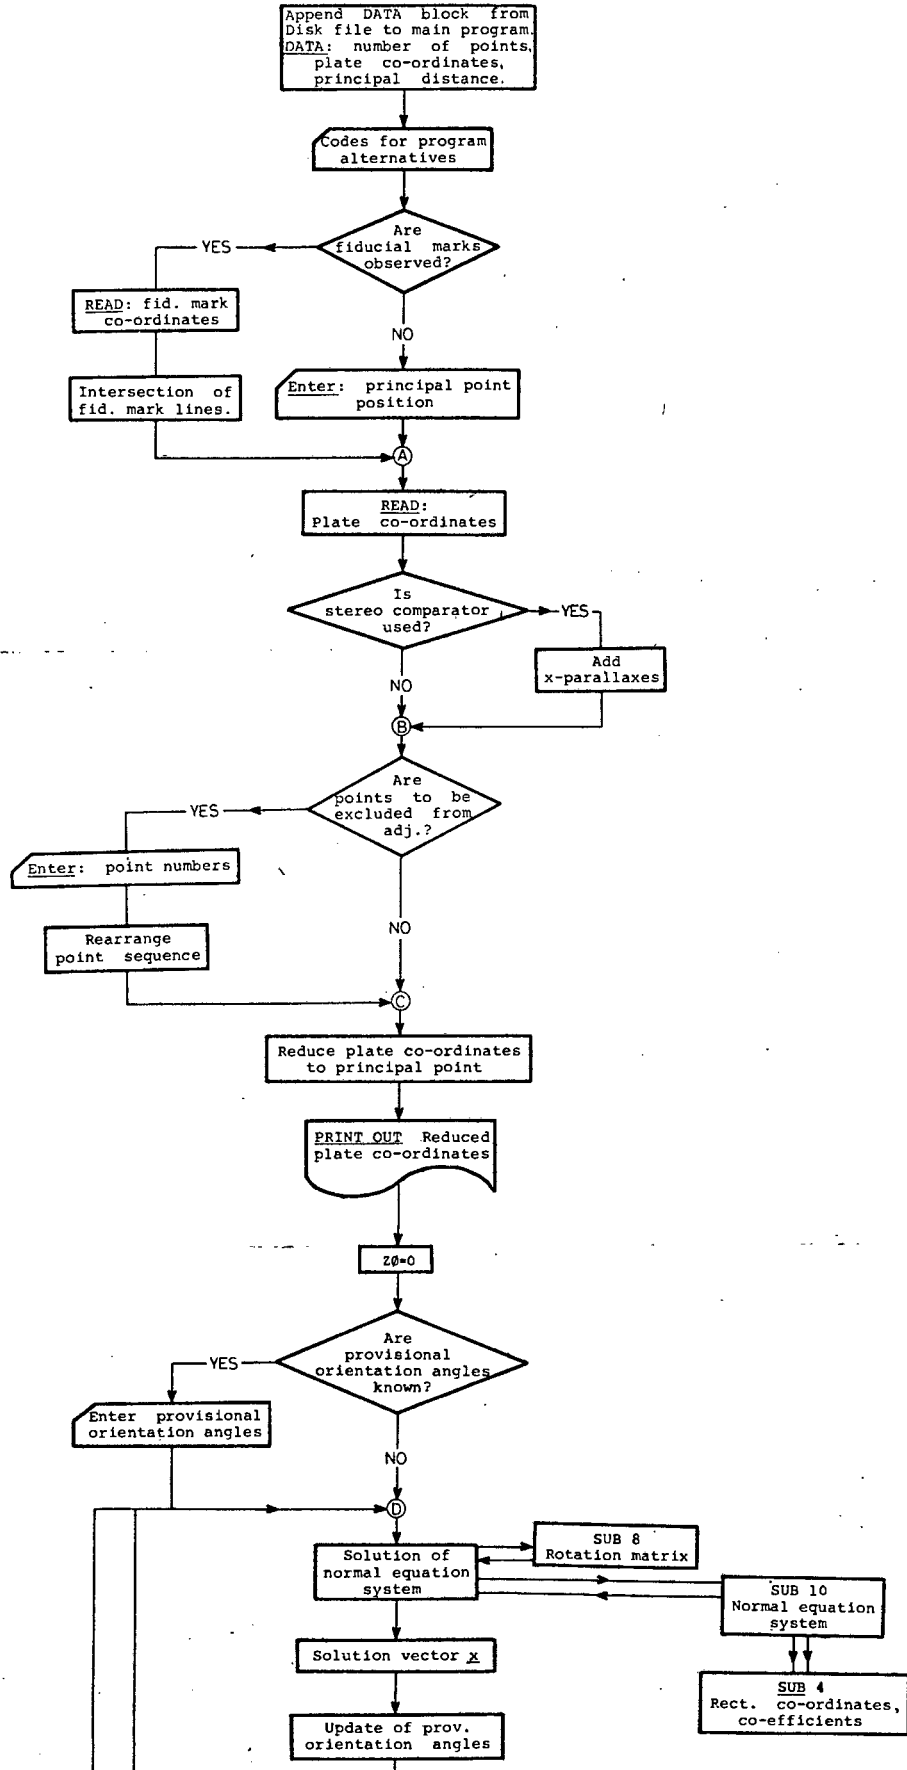 Append DATA block from
Disk file to main program.
DATA: number of points,
plate co-ordinates,
principal distance.
Codes for program
alternatives
Are
fiducial marks
observed?
YES
NO
READ: fid. mark
co-ordinates
Intersection of
fid. mark lines.
Enter: principal point
position
A
READ:
Plate co-ordinates
Is
stereo comparator
used?
YES
Add
x-parallaxes
NO
B
Are
points to be
excluded from
adj.?
YES
Enter: point numbers
Rearrange
point sequence
NO
C
Reduce plate co-ordinates
to principal point
PRINT OUT Reduced
plate co-ordinates
ZØ=0
Are
provisional
orientation angles
known?
YES
Enter provisional
orientation angles
NO
D
Solution of
normal equation
system
SUB 8
Rotation matrix
SUB 10
Normal equation
system
Solution vector x
SUB 4
Rect. co-ordinates,
co-efficients
Update of prov.
orientation angles